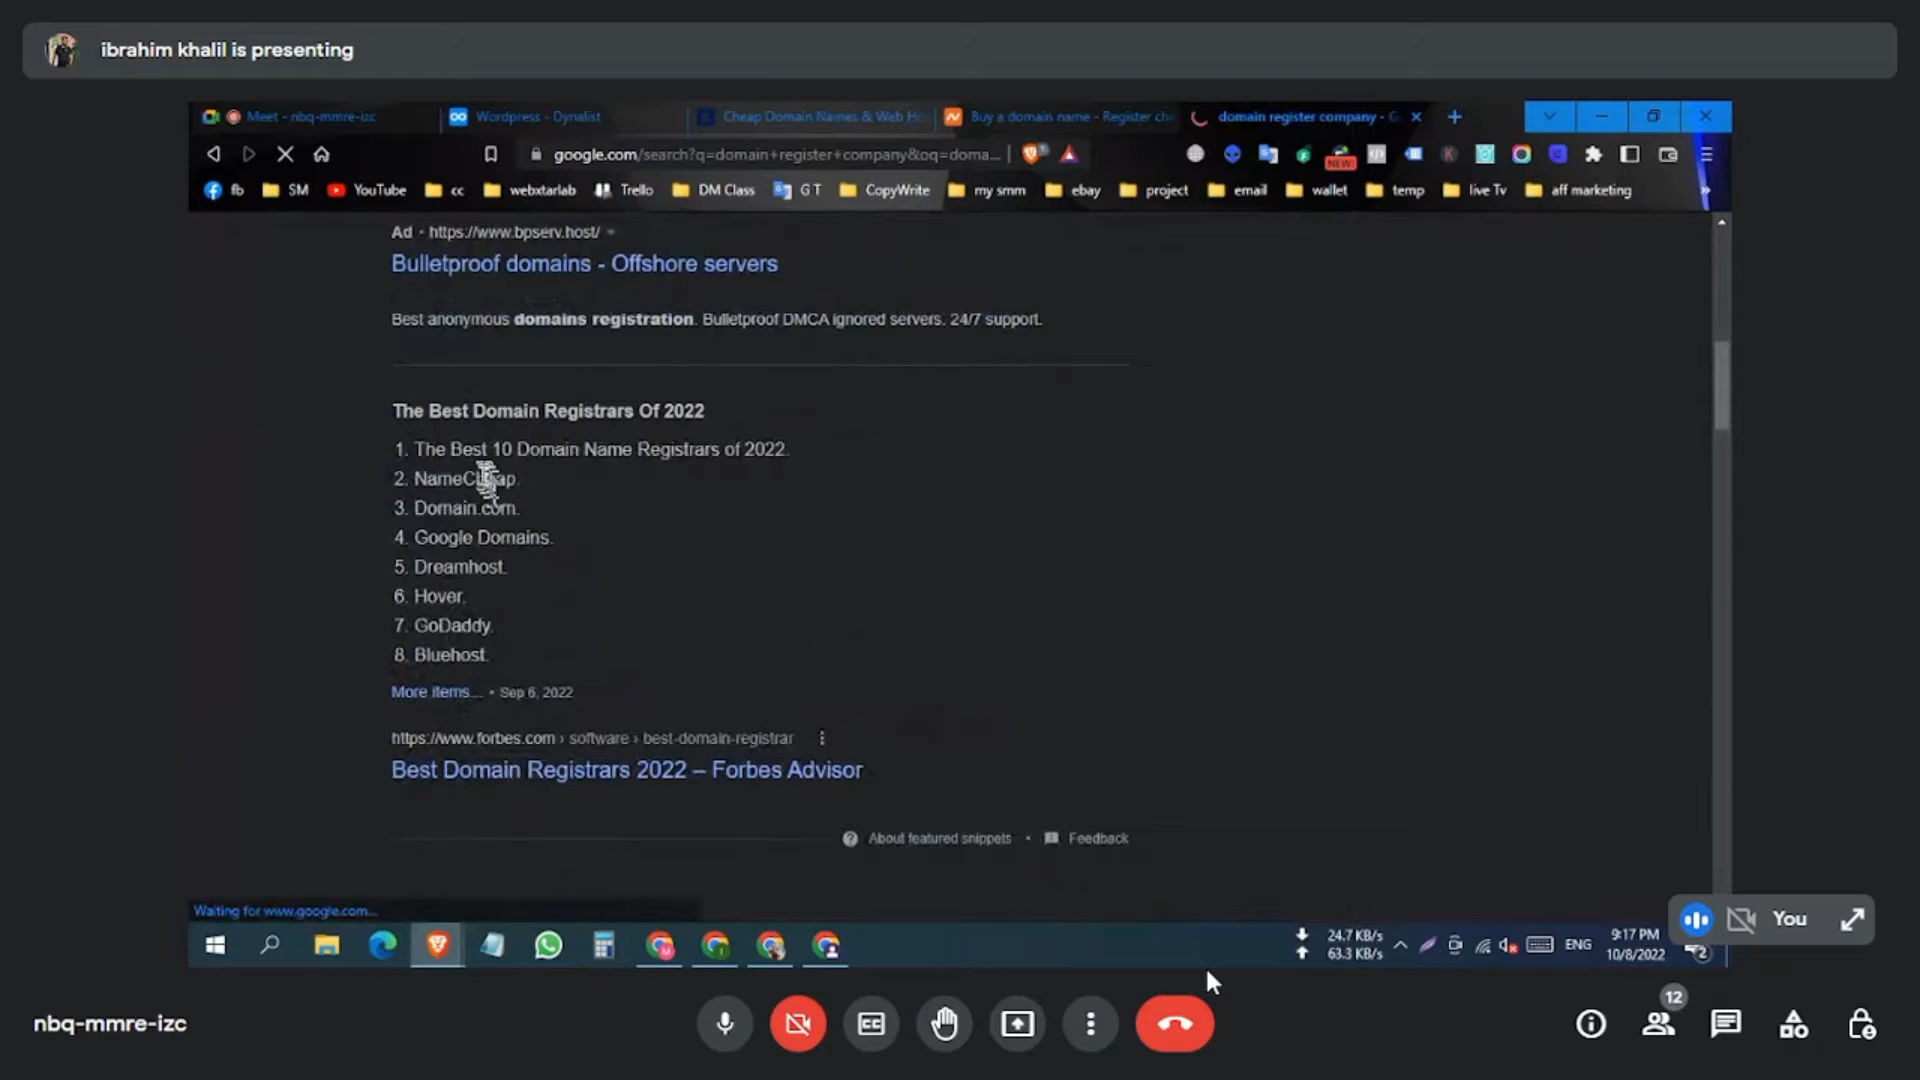 ibrahim khalil is presenting
Meet - nbq-mmre-izc
Wordpress - Dynalist
Cheap Domain Names & Web Ho
Buy a domain name - Register che
domain register company - G
google.com/search?q=domain+register+company&oq=doma...
NEW!
fb
SM
YouTube
cc
webxtarlab
Trello
DM Class
G T
CopyWrite
my smm
ebay
project
email
wallet
temp
live Tv
aff marketing
Ad · https://www.bpserv.host/
Bulletproof domains - Offshore servers
Best anonymous domains registration. Bulletproof DMCA ignored servers. 24/7 support.
The Best Domain Registrars Of 2022
1. The Best 10 Domain Name Registrars of 2022.
2. NameCheap.
3. Domain.com.
4. Google Domains.
5. Dreamhost.
6. Hover.
7. GoDaddy.
8. Bluehost.
More items... • Sep 6, 2022
https://www.forbes.com › software › best-domain-registrar
Best Domain Registrars 2022 – Forbes Advisor
About featured snippets • Feedback
Waiting for www.google.com...
You
24.7 KB/s
63.3 KB/s
ENG
9:17 PM
10/8/2022
2
nbq-mmre-izc
12